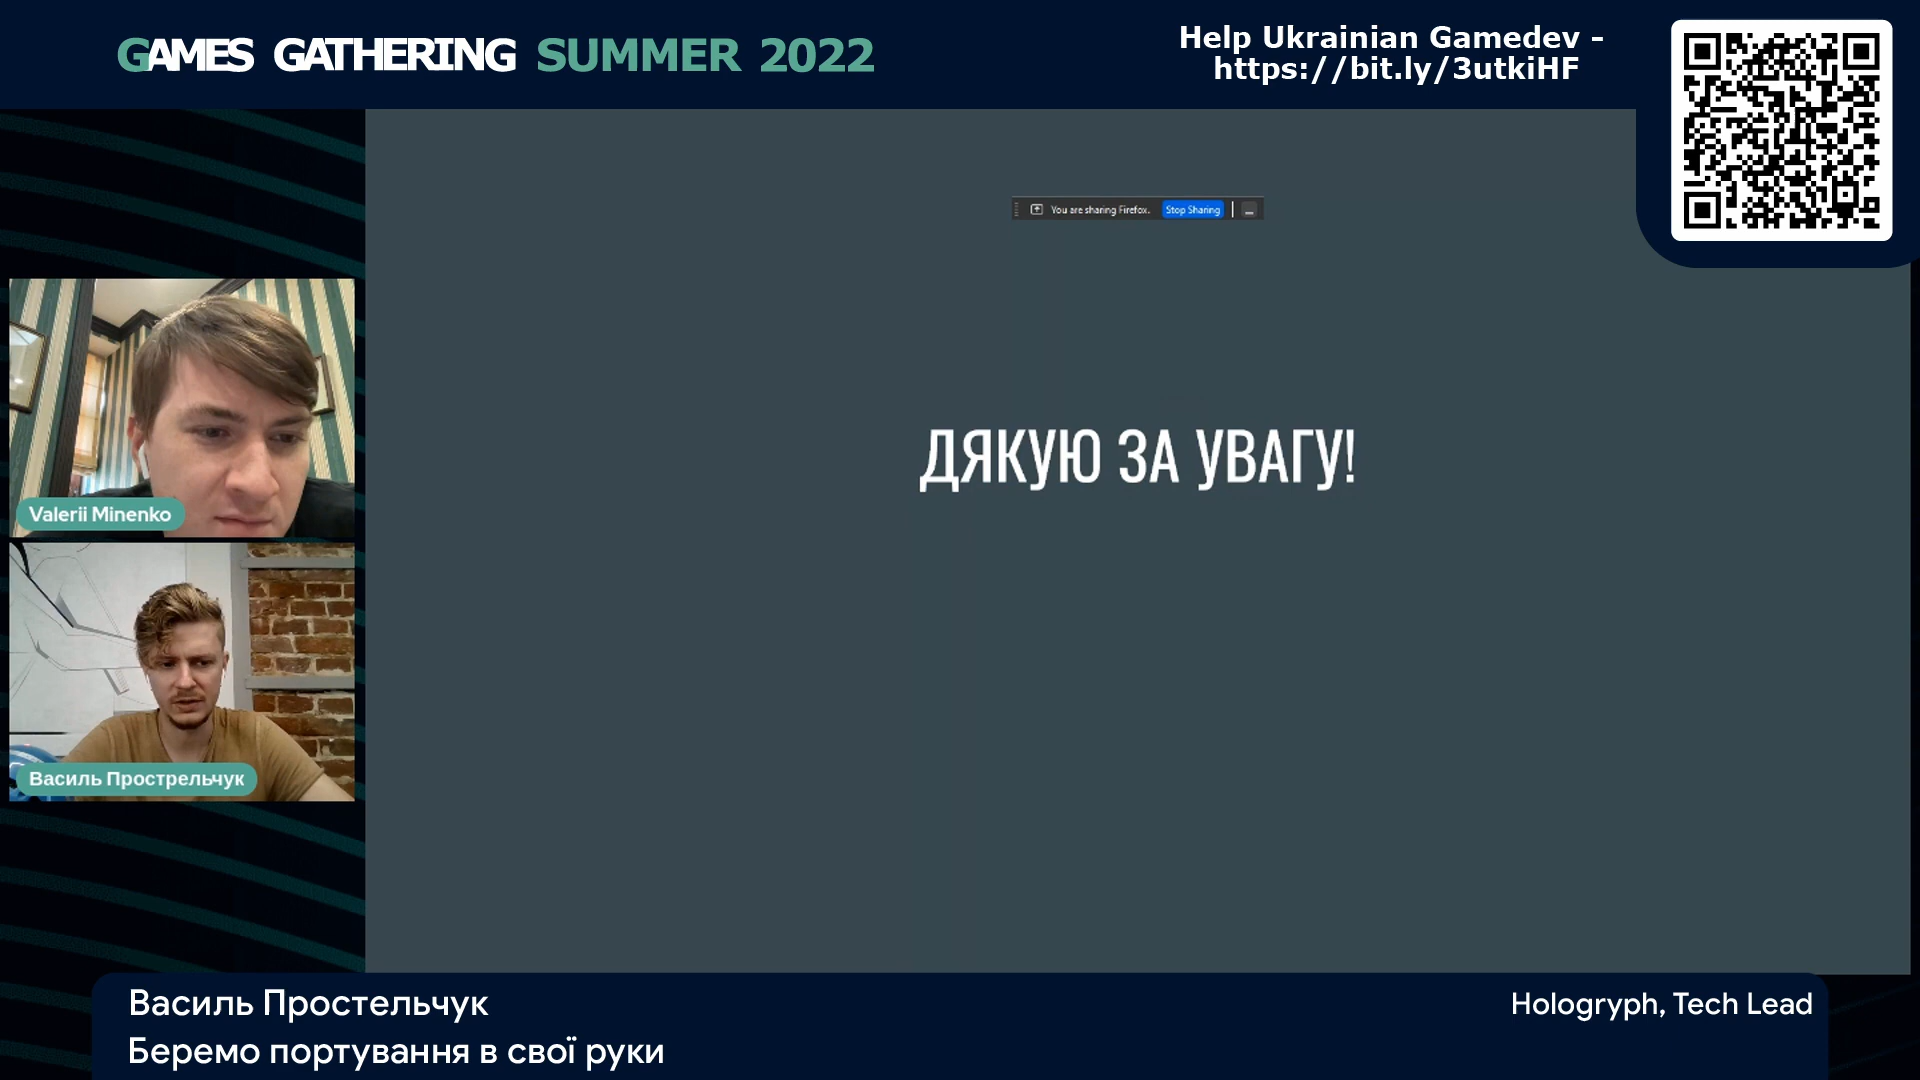 GAMES GATHERING SUMMER 2022
Help Ukrainian Gamedev -
https://bit.ly/3utkiHF
You are sharing Firefox.
Stop Sharing
ДЯКУЮ ЗА УВАГУ!
Valerii Minenko
Василь Прострельчук
Василь Простельчук
Hologryph, Tech Lead
Беремо портування в свої руки